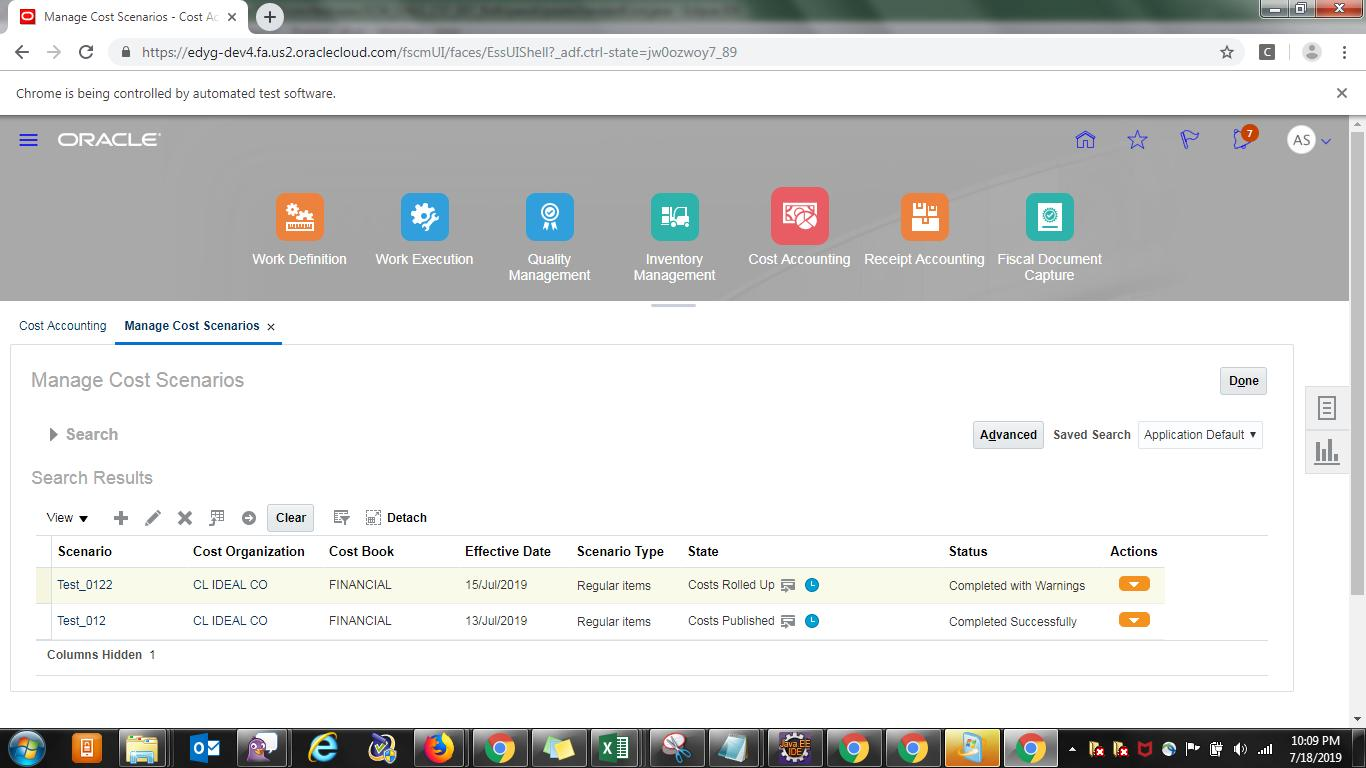 Manage Cost Scenarios - Cost Ac
https://edyg-dev4.fa.us2.oraclecloud.com/fscmUI/faces/EssUIShell?_adf.ctrl-state=jw0ozwoy7_89
C
Chrome is being controlled by automated test software.
ORACLE
7
AS
Work Definition
Work Execution
Quality Management
Inventory Management
Cost Accounting
Receipt Accounting
Fiscal Document Capture
Cost Accounting Manage Cost Scenarios
Manage Cost Scenarios
Done
Search
Advanced Saved Search Application Default
Search Results
View Clear Detach
Scenario Cost Organization Cost Book Effective Date Scenario Type State Status Actions
Test_0122 CL IDEAL CO FINANCIAL 15/Jul/2019 Regular items Costs Rolled Up Completed with Warnings
Test_012 CL IDEAL CO FINANCIAL 13/Jul/2019 Regular items Costs Published Completed Successfully
Columns Hidden 1
Java EE IDE
10:09 PM
7/18/2019